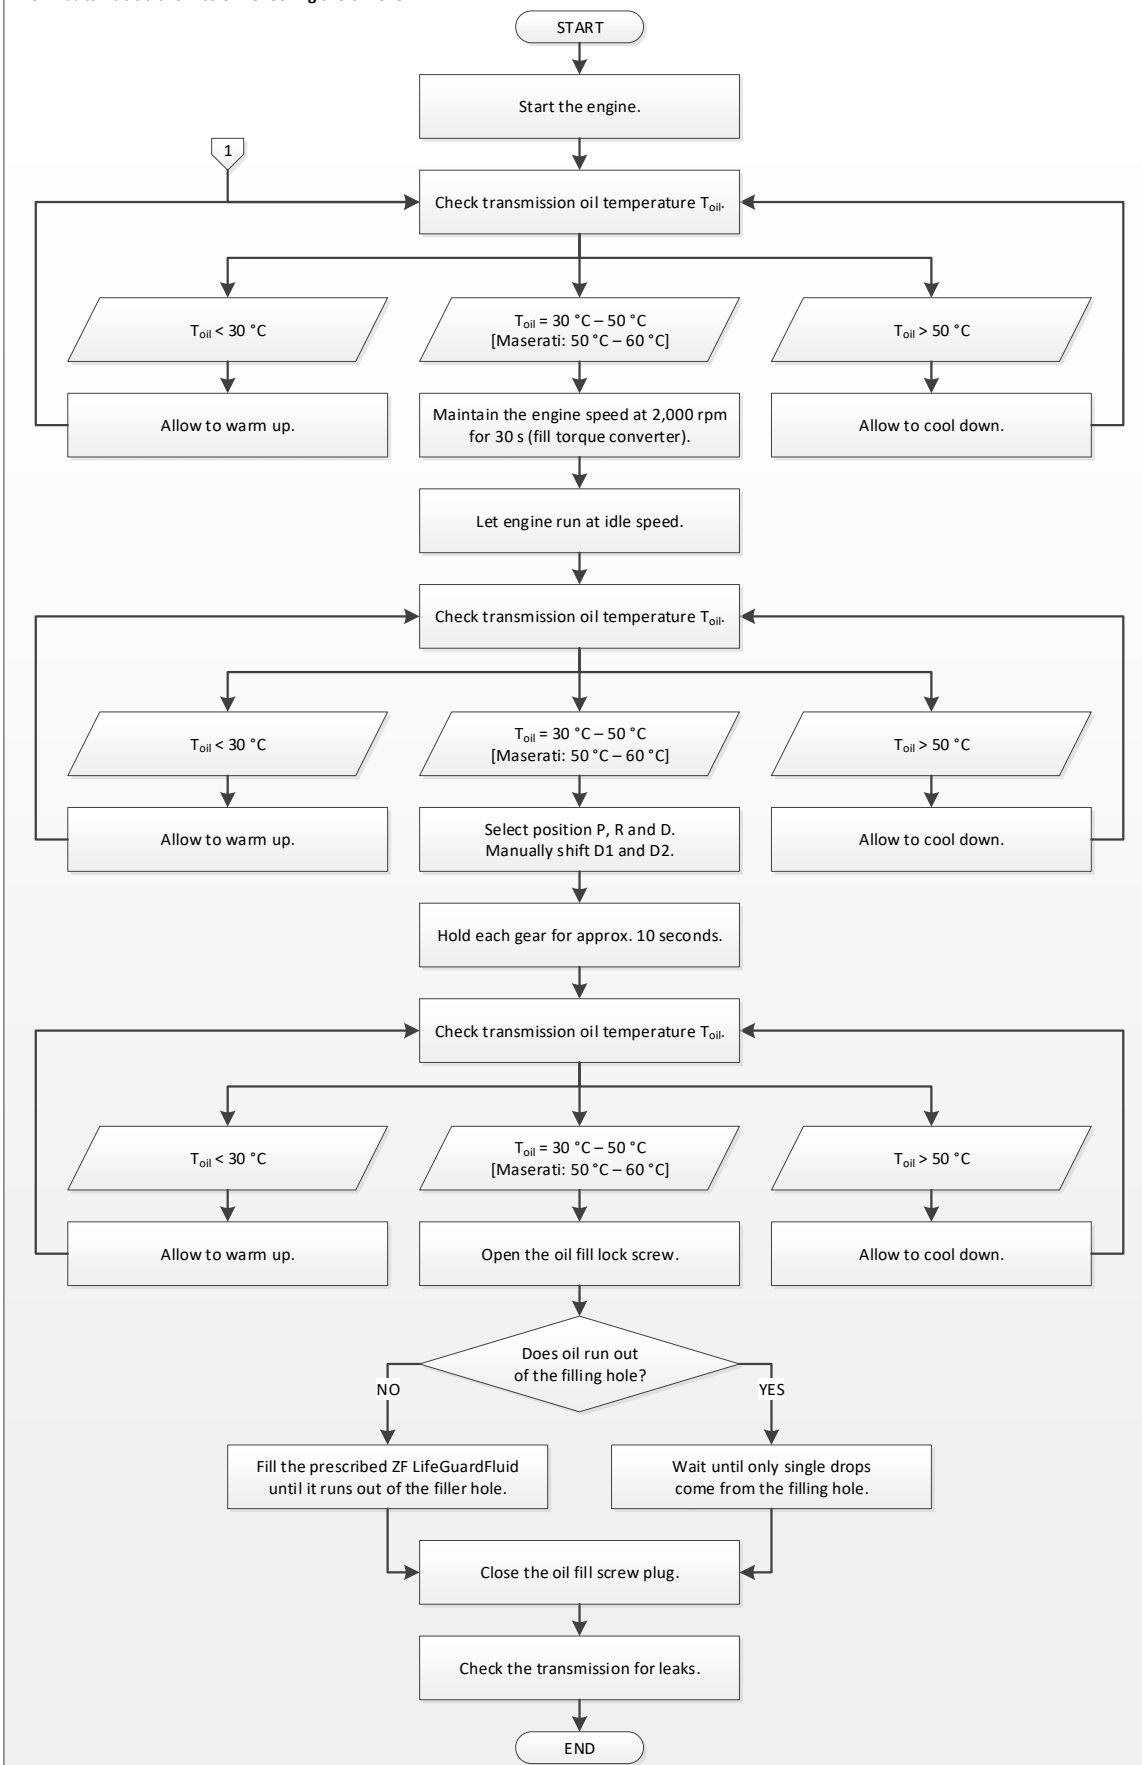 START
Start the engine.
1
Check transmission oil temperature Toil.
Toil < 30 °C
Toil = 30 °C – 50 °C
[Maserati: 50 °C – 60 °C]
Toil > 50 °C
Allow to warm up.
Maintain the engine speed at 2,000 rpm
for 30 s (fill torque converter).
Allow to cool down.
Let engine run at idle speed.
Check transmission oil temperature Toil.
Toil < 30 °C
Toil = 30 °C – 50 °C
[Maserati: 50 °C – 60 °C]
Toil > 50 °C
Allow to warm up.
Select position P, R and D.
Manually shift D1 and D2.
Allow to cool down.
Hold each gear for approx. 10 seconds.
Check transmission oil temperature Toil.
Toil < 30 °C
Toil = 30 °C – 50 °C
[Maserati: 50 °C – 60 °C]
Toil > 50 °C
Allow to warm up.
Open the oil fill lock screw.
Allow to cool down.
Does oil run out
of the filling hole?
NO
YES
Fill the prescribed ZF LifeGuardFluid
until it runs out of the filler hole.
Wait until only single drops
come from the filling hole.
Close the oil fill screw plug.
Check the transmission for leaks.
END